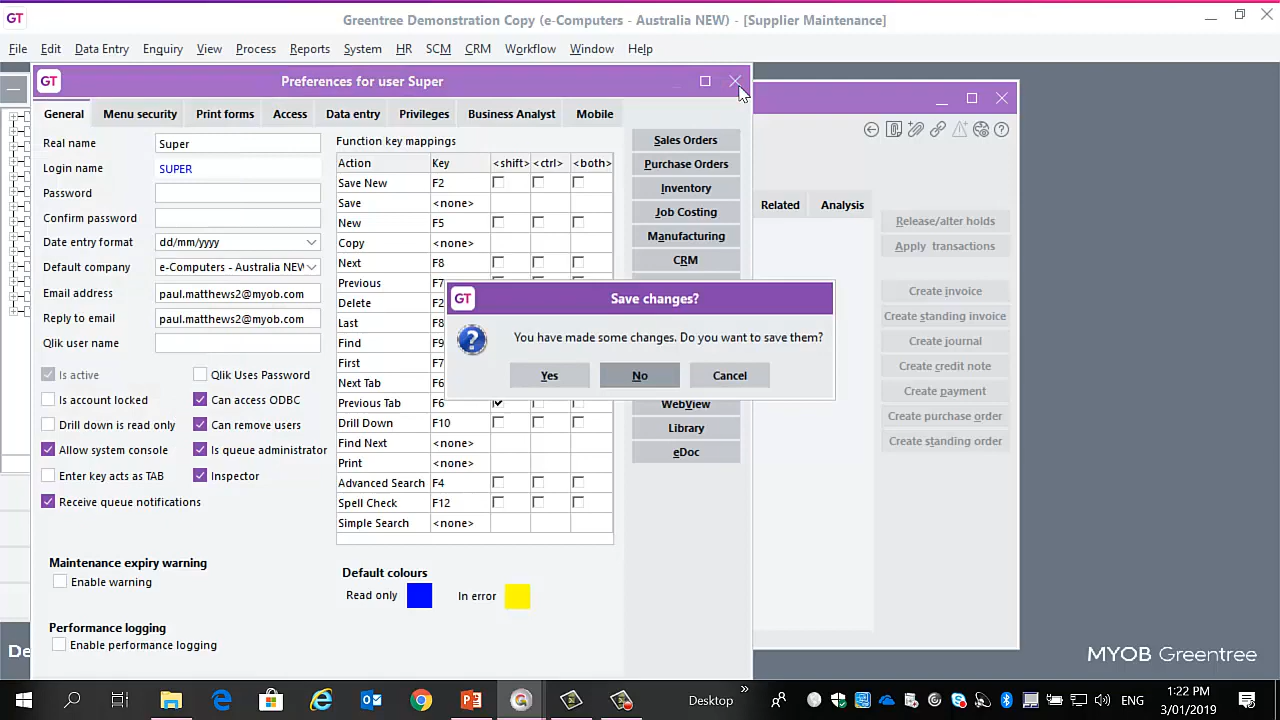 GT Greentree Demonstration Copy (e-Computers - Australia NEW) - [Supplier Maintenance]
File Edit Data Entry Enquiry View Process Reports System HR SCM CRM Workflow Window Help
GT Preferences for user Super
General Menu security Print forms Access Data entry Privileges Business Analyst Mobile
Real name Super
Login name SUPER
Password
Confirm password
Date entry format dd/mm/yyyy
Default company e-Computers - Australia NEW
Email address paul.matthews2@myob.com
Reply to email paul.matthews2@myob.com
Qlik user name
Is active Qlik Uses Password
Is account locked Can access ODBC
Drill down is read only Can remove users
Allow system console Is queue administrator
Enter key acts as TAB Inspector
Receive queue notifications
Maintenance expiry warning
Enable warning
Performance logging
Enable performance logging
Function key mappings
Action Key <shift> <ctrl> <both>
Save New F2
Save <none>
New F5
Copy <none>
Next F8
Previous F7
Delete F2
Last F8
Find F9
First F7
Next Tab F6
Previous Tab F6
Drill Down F10
Find Next <none>
Print <none>
Advanced Search F4
Spell Check F12
Simple Search <none>
Default colours
Read only In error
Sales Orders
Purchase Orders
Inventory
Job Costing
Manufacturing
CRM
WebView
Library
eDoc
GT Save changes?
You have made some changes. Do you want to save them?
Yes No Cancel
Related Analysis
Release/alter holds
Apply transactions
Create invoice
Create standing invoice
Create journal
Create credit note
Create payment
Create purchase order
Create standing order
De
MYOB Greentree
Desktop ENG 1:22 PM
3/01/2019